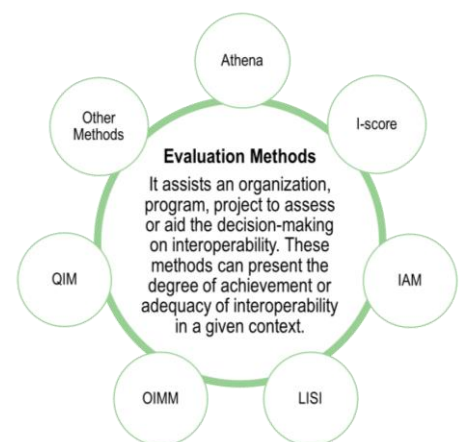 Athena
I-score
Other
Methods
Evaluation Methods
It assists an organization,
program, project to assess
or aid the decision-making
on interoperability. These
methods can present the
degree of achievement or
adequacy of interoperability
in a given context.
QIM
IAM
OIMM
LISI